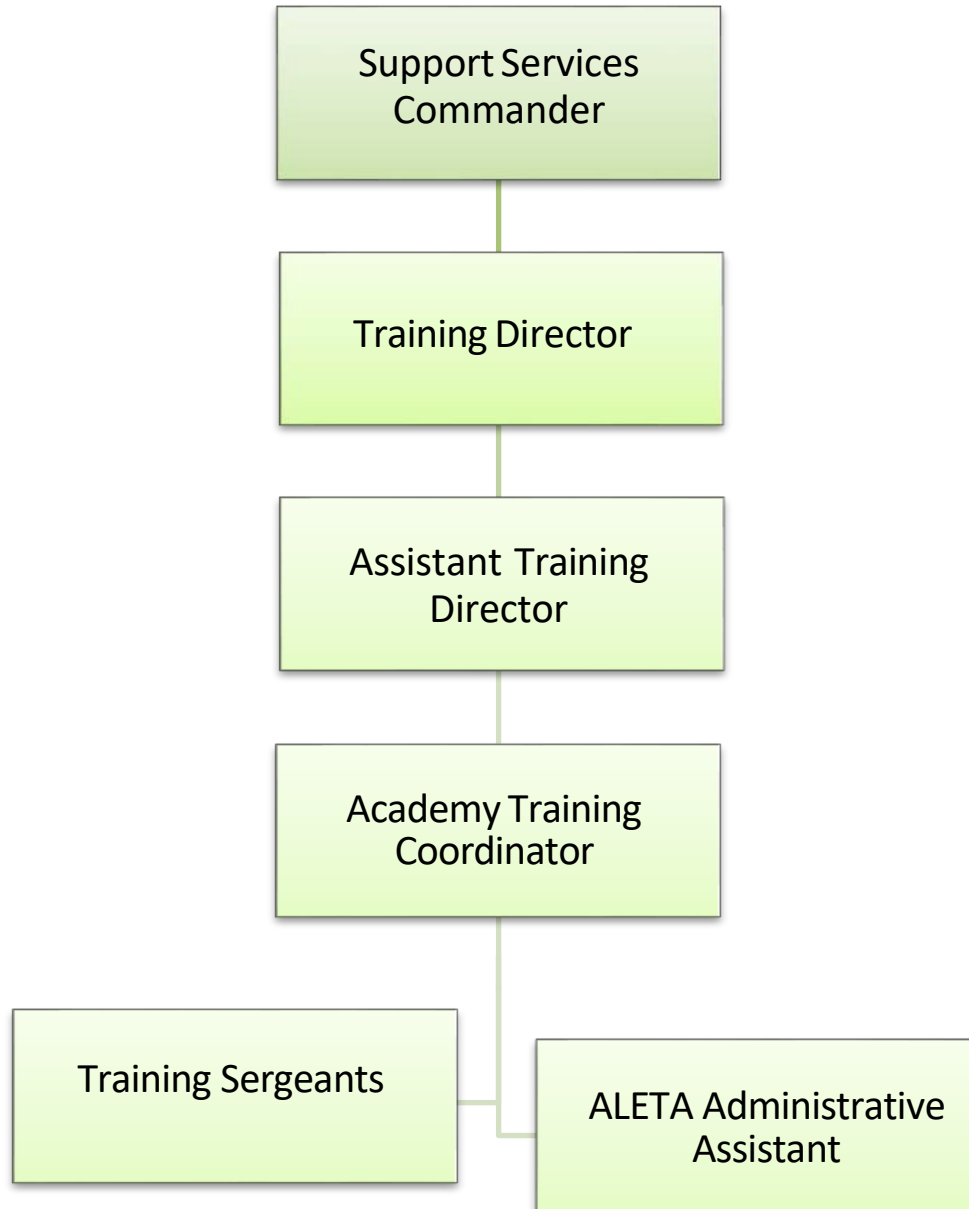 Support Services
Commander
Training Director
Assistant Training
Director
Academy Training
Coordinator
Training Sergeants
ALETA Administrative
Assistant